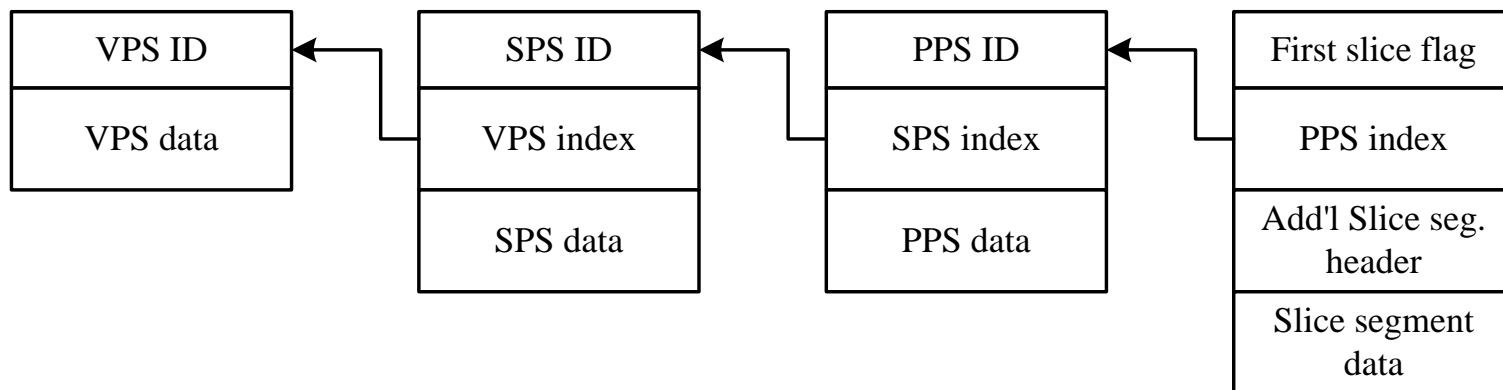 VPS ID
VPS data
SPS ID
VPS index
SPS data
PPS ID
SPS index
PPS data
First slice flag
PPS index
Add'l Slice seg.
header
Slice segment
data